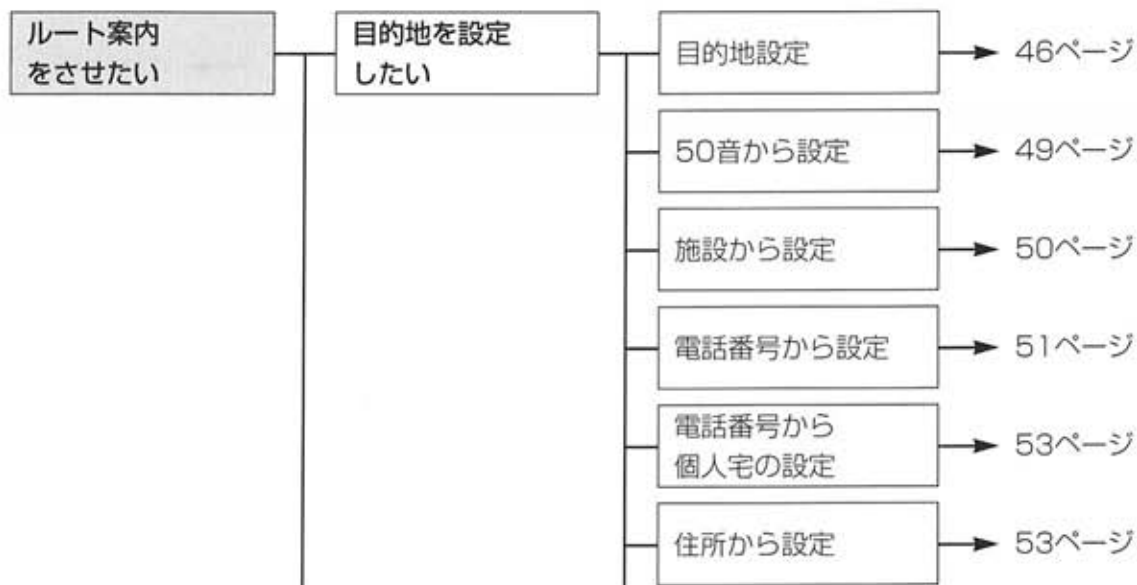 ルート案内
をさせたい
目的地を設定
したい
目的地設定
46ページ
50音から設定
49ページ
施設から設定
50ページ
電話番号から設定
51ページ
電話番号から
個人宅の設定
53ページ
住所から設定
53ページ